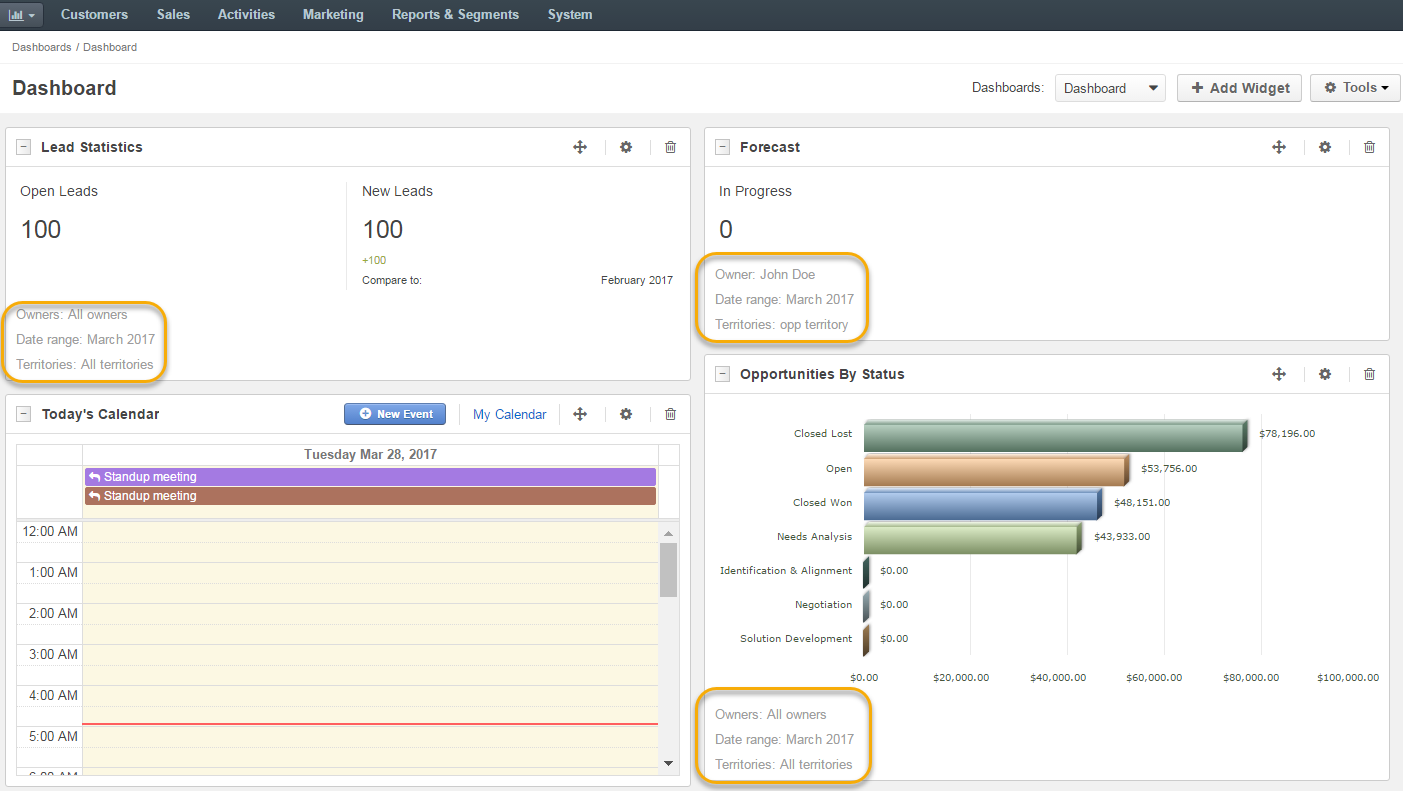 Customers Sales Activities Marketing Reports & Segments System
Dashboards / Dashboard
Dashboard
Dashboards: Dashboard Add Widget Tools
Lead Statistics
Open Leads New Leads
100 100
+100
Compare to: February 2017
Owners: All owners
Date range: March 2017
Territories: All territories
Today's Calendar New Event My Calendar
Tuesday Mar 28, 2017
Standup meeting
Standup meeting
12:00 AM
1:00 AM
2:00 AM
3:00 AM
4:00 AM
5:00 AM
6:00 AM
Forecast
In Progress
0
Owner: John Doe
Date range: March 2017
Territories: opp territory
Opportunities By Status
Closed Lost $78,196.00
Open $53,756.00
Closed Won $48,151.00
Needs Analysis $43,933.00
Identification & Alignment $0.00
Negotiation $0.00
Solution Development $0.00
$0.00 $20,000.00 $40,000.00 $60,000.00 $80,000.00 $100,000.00
Owners: All owners
Date range: March 2017
Territories: All territories